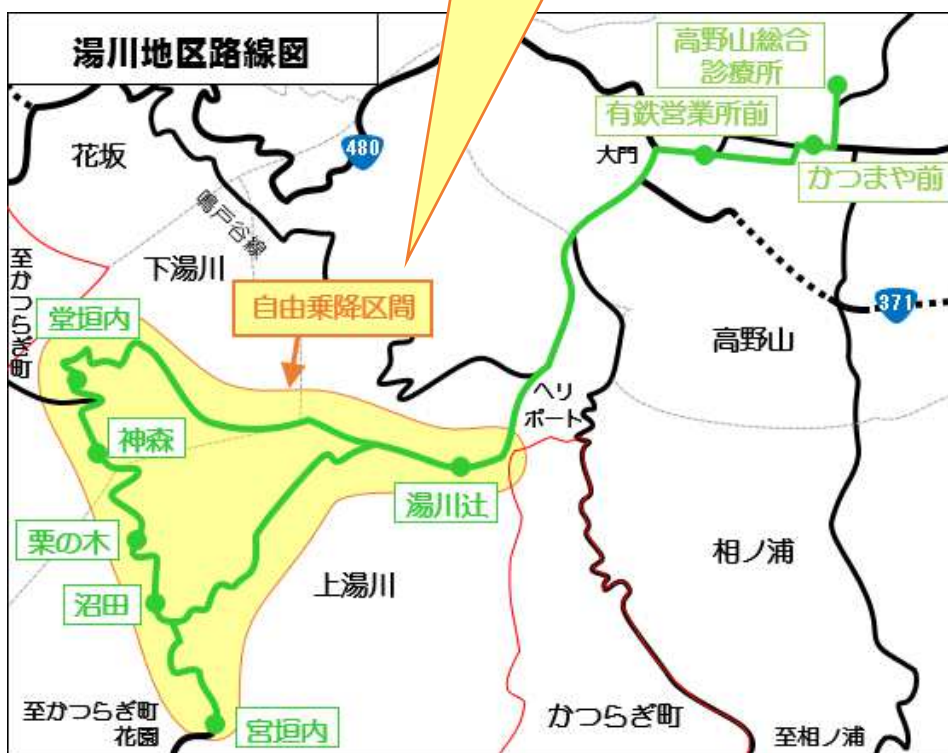 湯川地区路線図
高野山総合
診療所
有鉄営業所前
大門
かつまや前
480
花坂
鳴戸谷線
下湯川
至かつらぎ町
堂垣内
自由乗降区間
371
高野山
ヘリ
ポート
神森
湯川辻
栗の木
沼田
上湯川
相ノ浦
至かつらぎ町
花園
宮垣内
かつらぎ町
至相ノ浦